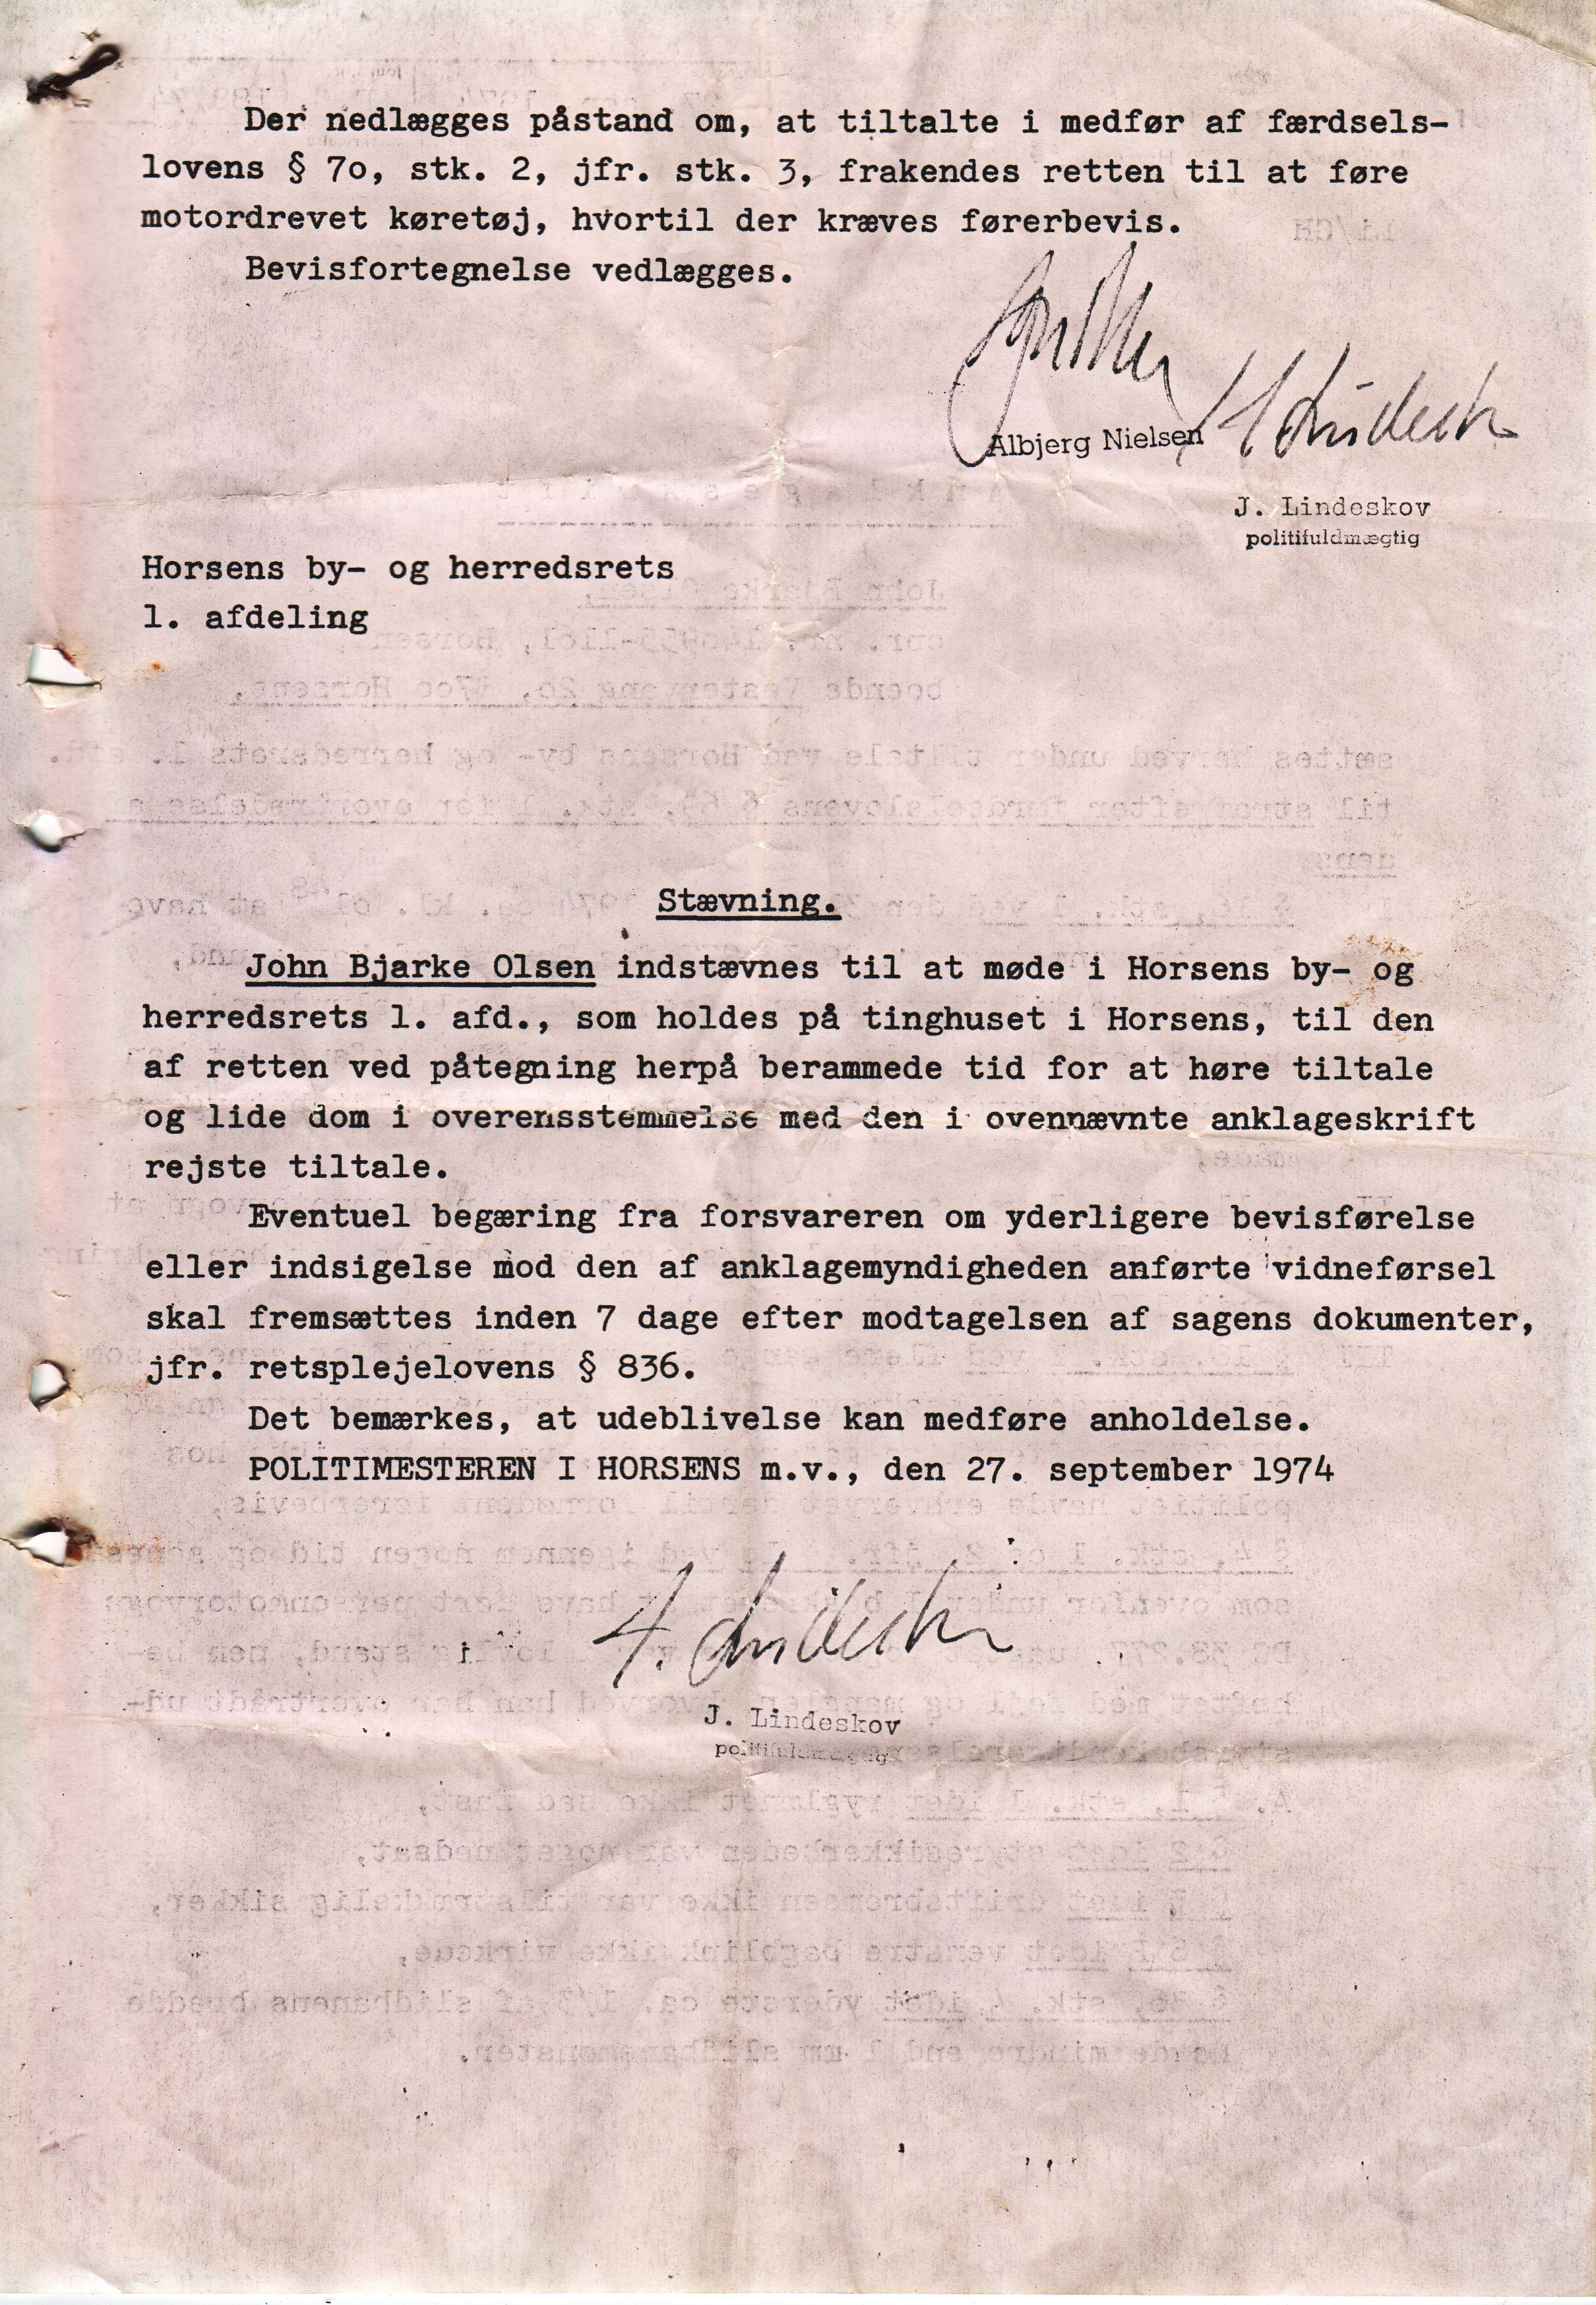 Der nedlægges påstand om, at tiltalte i medfør af færdsels-
lovens § 7o, stk. 2, jfr. stk. 3, frakendes retten til at føre
motordrevet køretøj, hvortil der kræves førerbevis.
Bevisfortegnelse vedlægges.
Albjerg Nielsen
J. Lindeskov
politifuldmægtig
Horsens by- og herredsrets
1. afdeling
Stævning.
John Bjarke Olsen indstævnes til at møde i Horsens by- og
herredsrets 1. afd., som holdes på tinghuset i Horsens, til den
af retten ved påtegning herpå berammede tid for at høre tiltale
og lide dom i overensstemmelse med den i ovennævnte anklageskrift
rejste tiltale.
Eventuel begæring fra forsvareren om yderligere bevisførelse
eller indsigelse mod den af anklagemyndigheden anførte vidneførsel
skal fremsættes inden 7 dage efter modtagelsen af sagens dokumenter,
jfr. retsplejelovens § 836.
Det bemærkes, at udeblivelse kan medføre anholdelse.
POLITIMESTEREN I HORSENS m.v., den 27. september 1974
J. Lindeskov
politifuldmægtig